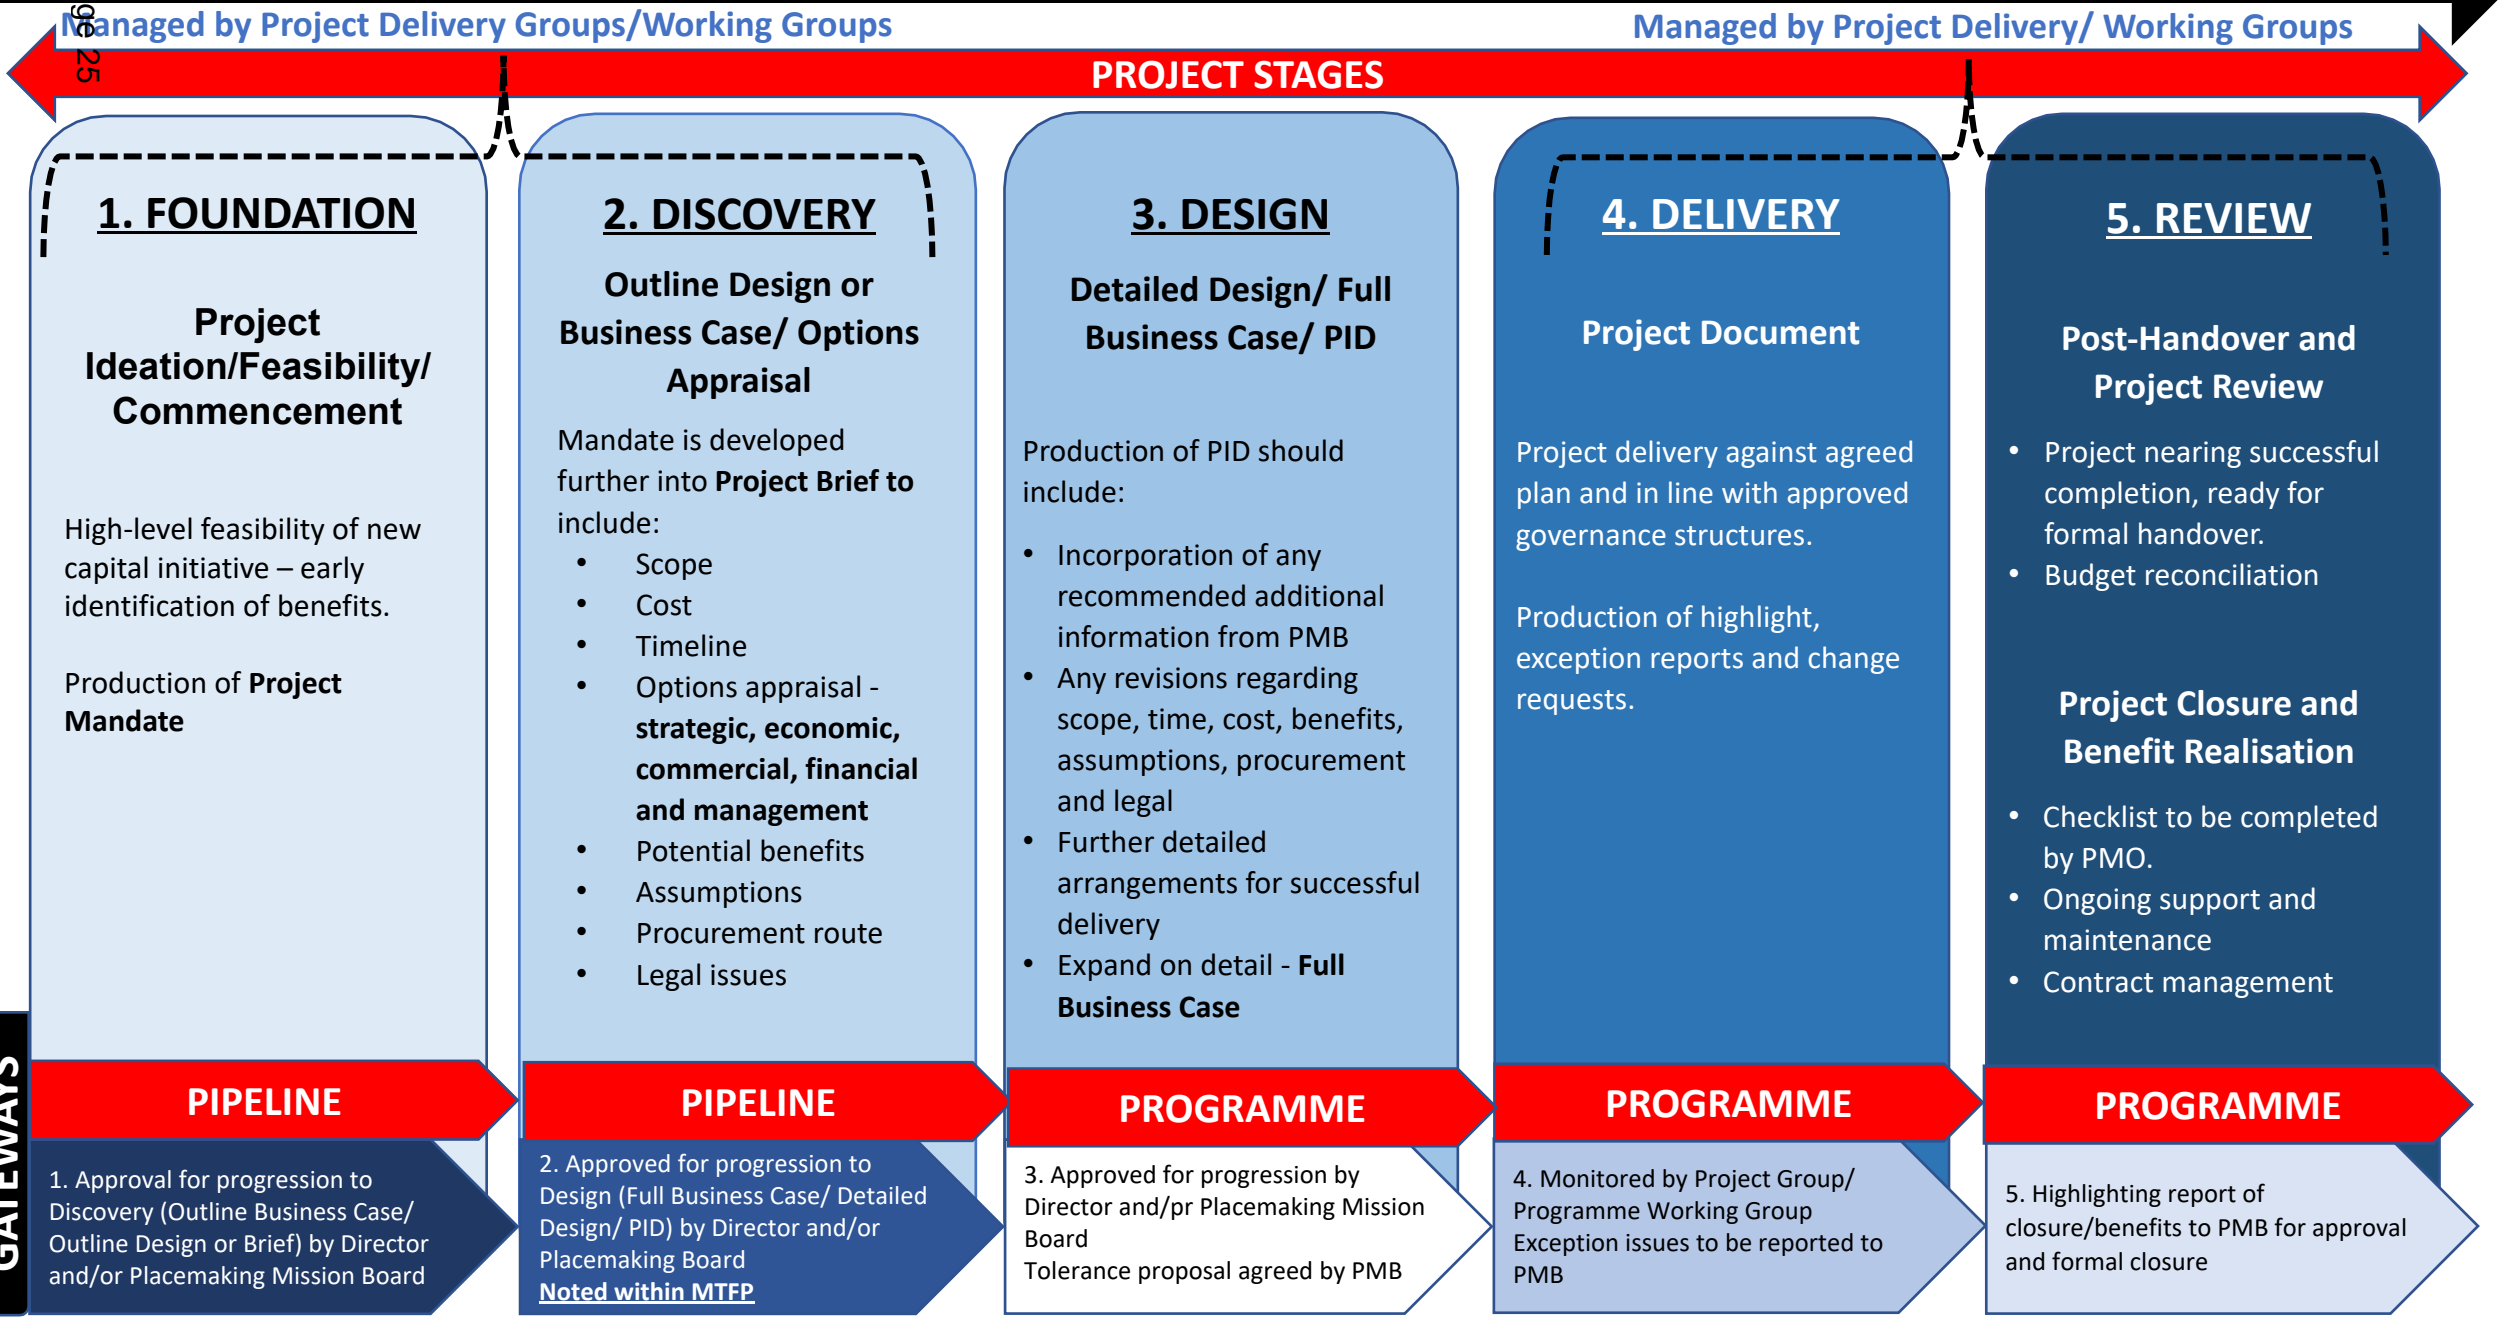 Managed by Project Delivery Groups/Working Groups
Managed by Project Delivery/ Working Groups
ge 25
PROJECT STAGES
1. FOUNDATION
Project
Ideation/Feasibility/
Commencement
High-level feasibility of new
capital initiative – early
identification of benefits.
Production of Project
Mandate
2. DISCOVERY
Outline Design or
Business Case/ Options
Appraisal
Mandate is developed
further into Project Brief to
include:
• Scope
• Cost
• Timeline
• Options appraisal -
strategic, economic,
commercial, financial
and management
• Potential benefits
• Assumptions
• Procurement route
• Legal issues
3. DESIGN
Detailed Design/ Full
Business Case/ PID
Production of PID should
include:
• Incorporation of any
recommended additional
information from PMB
• Any revisions regarding
scope, time, cost, benefits,
assumptions, procurement
and legal
• Further detailed
arrangements for successful
delivery
• Expand on detail - Full
Business Case
4. DELIVERY
Project Document
Project delivery against agreed
plan and in line with approved
governance structures.
Production of highlight,
exception reports and change
requests.
5. REVIEW
Post-Handover and
Project Review
• Project nearing successful
completion, ready for
formal handover.
• Budget reconciliation
Project Closure and
Benefit Realisation
• Checklist to be completed
by PMO.
• Ongoing support and
maintenance
• Contract management
GATEWAYS
PIPELINE
PIPELINE
PROGRAMME
PROGRAMME
PROGRAMME
1. Approval for progression to
Discovery (Outline Business Case/
Outline Design or Brief) by Director
and/or Placemaking Mission Board
2. Approved for progression to
Design (Full Business Case/ Detailed
Design/ PID) by Director and/or
Placemaking Board
Noted within MTFP
3. Approved for progression by
Director and/pr Placemaking Mission
Board
Tolerance proposal agreed by PMB
4. Monitored by Project Group/
Programme Working Group
Exception issues to be reported to
PMB
5. Highlighting report of
closure/benefits to PMB for approval
and formal closure